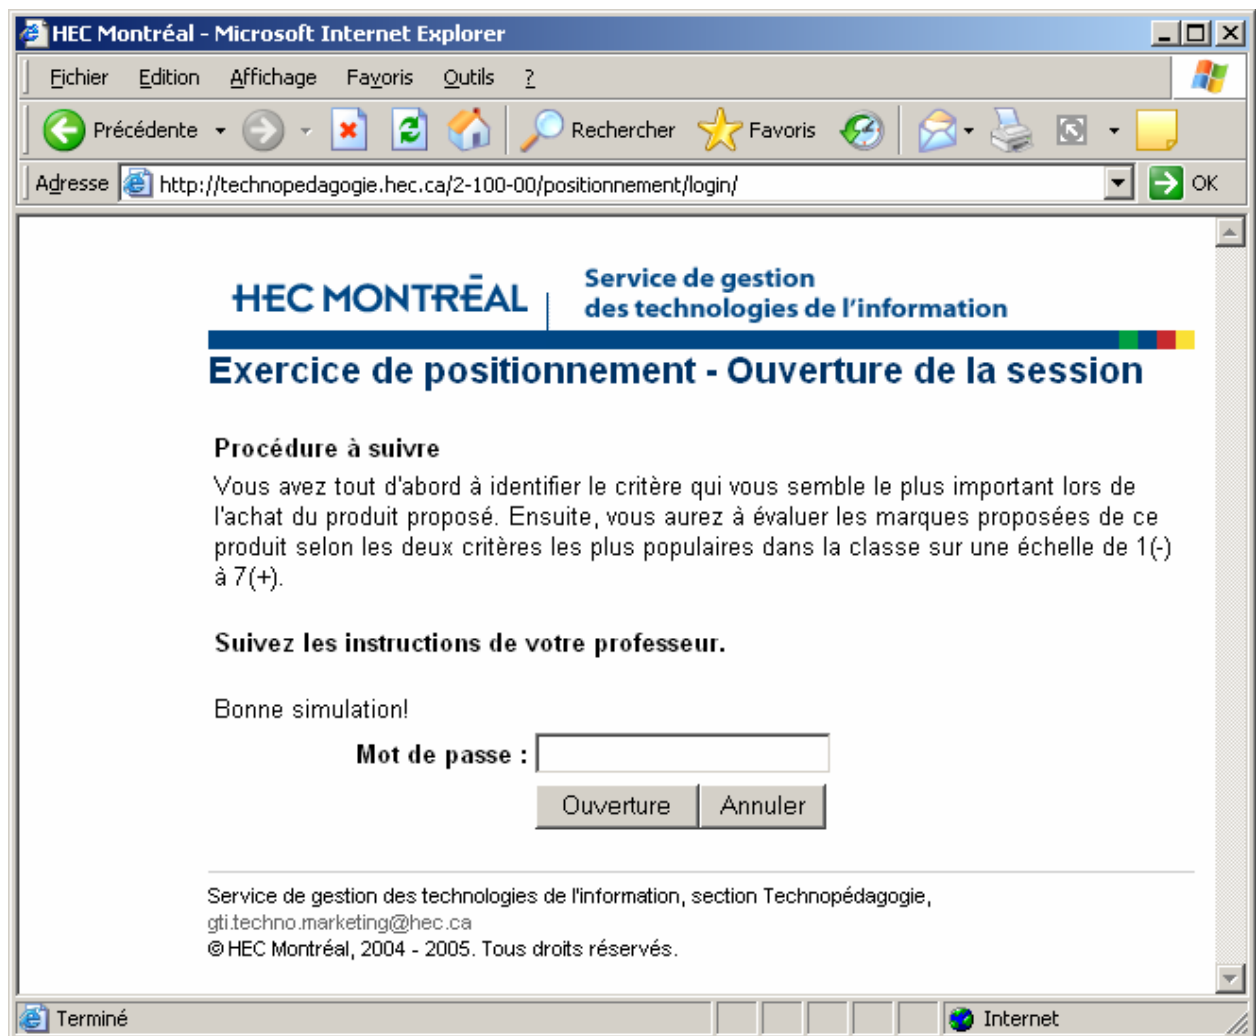 HEC Montréal - Microsoft Internet Explorer
Fichier Edition Affichage Favoris Outils ?
Précédente Rechercher Favoris
Adresse http://technopedagogie.hec.ca/2-100-00/positionnement/login/ OK
HEC MONTRĒAL
Service de gestion
des technologies de l'information
Exercice de positionnement - Ouverture de la session
Procédure à suivre
Vous avez tout d'abord à identifier le critère qui vous semble le plus important lors de
l'achat du produit proposé. Ensuite, vous aurez à évaluer les marques proposées de ce
produit selon les deux critères les plus populaires dans la classe sur une échelle de 1(-)
à 7(+).
Suivez les instructions de votre professeur.
Bonne simulation!
Mot de passe :
Ouverture Annuler
Service de gestion des technologies de l'information, section Technopédagogie,
gti.techno.marketing@hec.ca
© HEC Montréal, 2004 - 2005. Tous droits réservés.
Terminé Internet